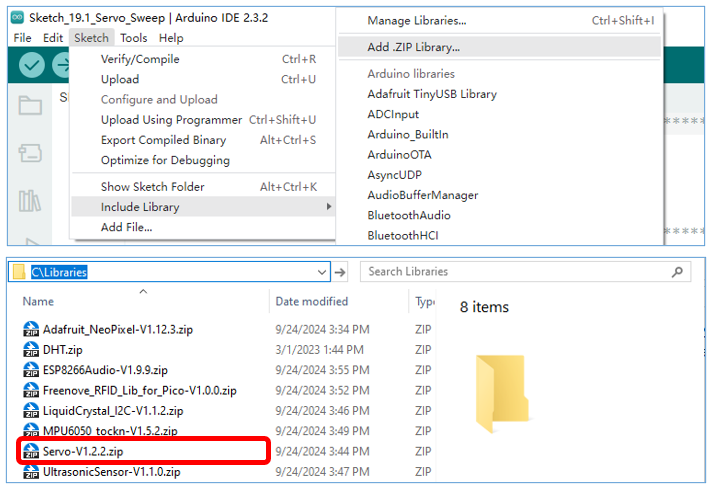 Sketch_19.1_Servo_Sweep | Arduino IDE 2.3.2
File Edit Sketch Tools Help
Verify/Compile Ctrl+R
Upload Ctrl+U
Configure and Upload
Upload Using Programmer Ctrl+Shift+U
Export Compiled Binary Alt+Ctrl+S
Optimize for Debugging
Show Sketch Folder Alt+Ctrl+K
Include Library
Add File...
Manage Libraries... Ctrl+Shift+I
Add .ZIP Library...
Arduino libraries
Adafruit TinyUSB Library
ADCInput
Arduino_BuiltIn
ArduinoOTA
AsyncUDP
AudioBufferManager
BluetoothAudio
BluetoothHCI
*****
*****
C\Libraries Search Libraries
Name Date modified Type
Adafruit_NeoPixel-V1.12.3.zip 9/24/2024 3:34 PM ZIP
DHT.zip 3/1/2023 1:44 PM ZIP
ESP8266Audio-V1.9.9.zip 9/24/2024 3:55 PM ZIP
Freenove_RFID_Lib_for_Pico-V1.0.0.zip 9/24/2024 3:52 PM ZIP
LiquidCrystal_I2C-V1.1.2.zip 9/24/2024 3:46 PM ZIP
MPU6050_tockn-V1.5.2.zip 9/24/2024 3:49 PM ZIP
Servo-V1.2.2.zip 9/24/2024 3:44 PM ZIP
UltrasonicSensor-V1.1.0.zip 9/24/2024 3:47 PM ZIP
8 items